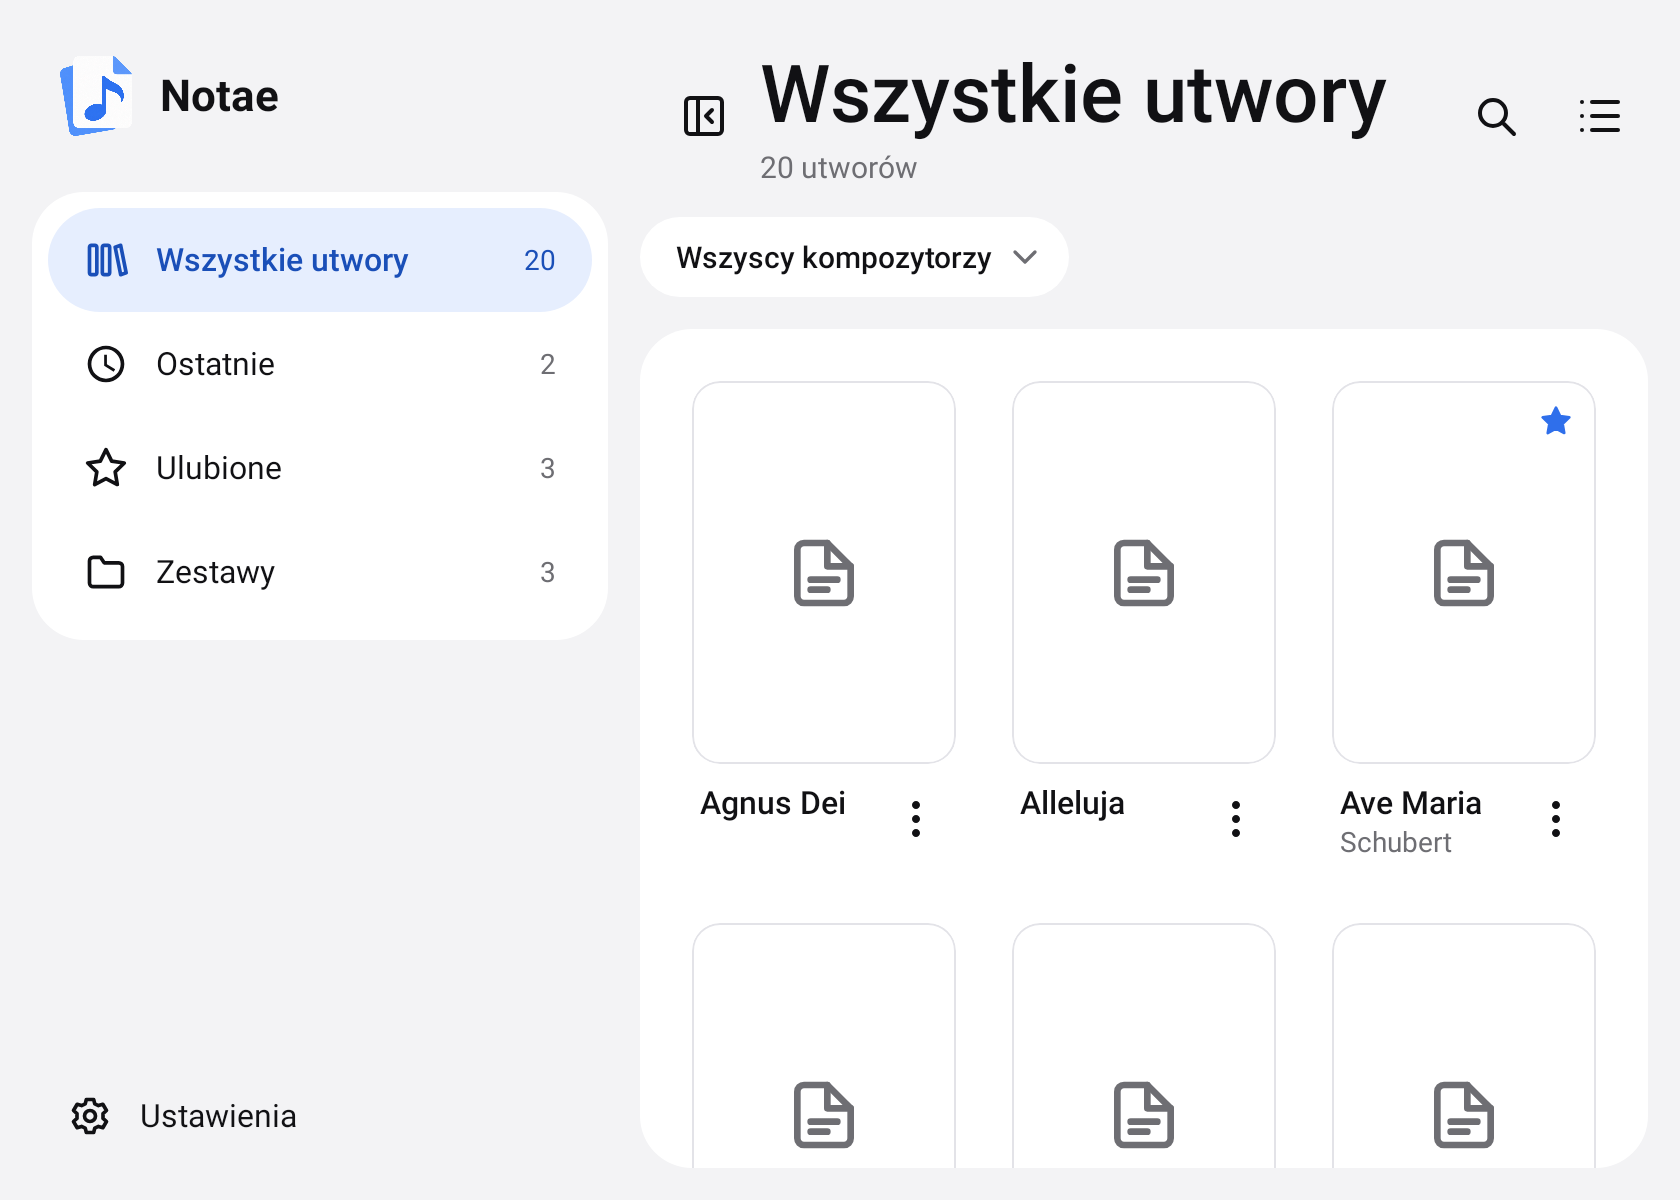 Notae
Wszystkie utwory 20
Ostatnie 2
Ulubione 3
Zestawy 3
Ustawienia
Wszystkie utwory
20 utworów
Wszyscy kompozytorzy
Agnus Dei
Alleluja
Ave Maria
Schubert